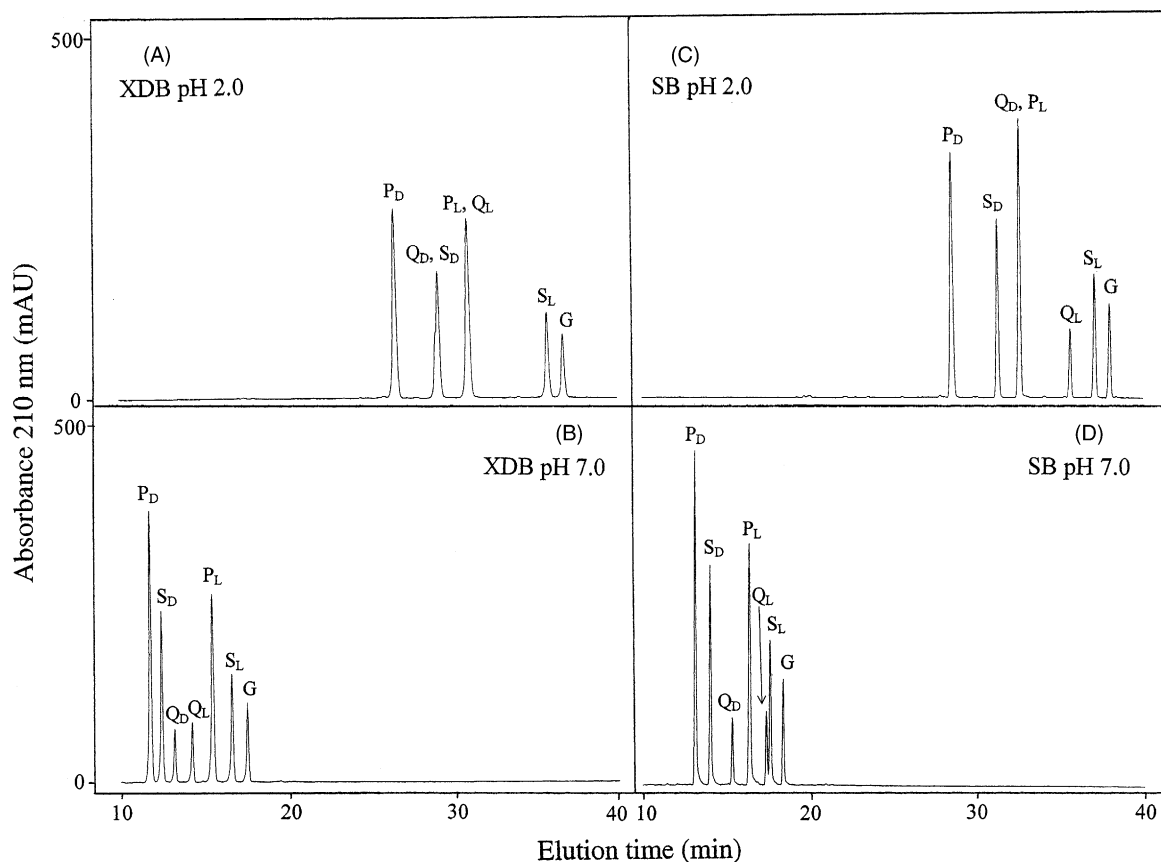 Absorbance 210 nm (mAU)
500
0
(A)
XDB pH 2.0
P_D
Q_D, S_D
P_L, Q_L
S_L
G
(C)
SB pH 2.0
P_D
S_D
Q_D, P_L
Q_L
S_L
G
500
0
(B)
XDB pH 7.0
P_D
S_D
Q_D
Q_L
P_L
S_L
G
(D)
SB pH 7.0
P_D
S_D
Q_D
P_L
Q_L
S_L
G
10 20 30 40 10 20 30 40
Elution time (min)